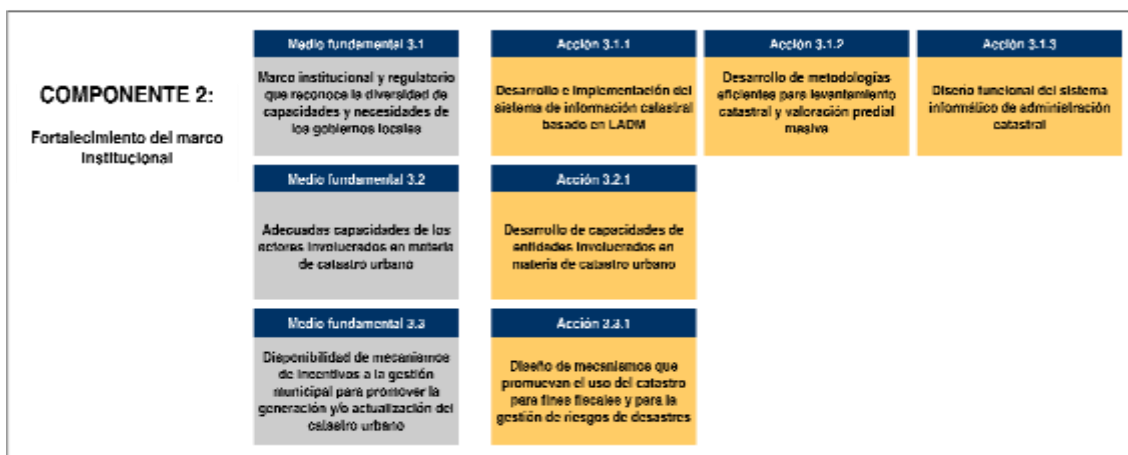 COMPONENTE 2:
Fortalecimiento del marco
institucional
Medio fundamental 3.1
Marco institucional y regulatorio
que reconoce la diversidad de
capacidades y necesidades de
los gobiernos locales
Acción 3.1.1
Desarrollo e implementación del
sistema de información catastral
basado en LADM
Acción 3.1.2
Desarrollo de metodologías
eficientes para levantamiento
catastral y valoración predial
masiva
Acción 3.1.3
Diseño funcional del sistema
informático de administración
catastral
Medio fundamental 3.2
Adecuadas capacidades de los
actores involucrados en materia
de catastro urbano
Acción 3.2.1
Desarrollo de capacidades de
entidades involucrados en
materia de catastro urbano
Medio fundamental 3.3
Disponibilidad de mecanismos
de incentivos a la gestión
municipal para promover la
generación y/o actualización del
catastro urbano
Acción 3.3.1
Diseño de mecanismos que
promuevan el uso del catastro
para fines fiscales y para la
gestión de riesgos de desastres